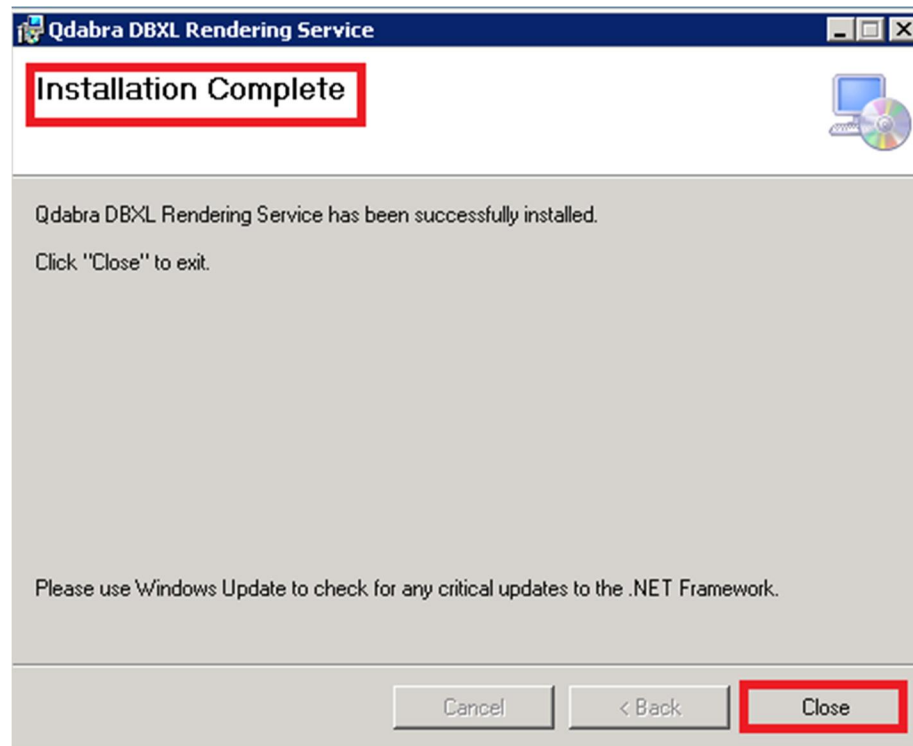 Qdabra DBXL Rendering Service
Installation Complete
Qdabra DBXL Rendering Service has been successfully installed.
Click "Close" to exit.
Please use Windows Update to check for any critical updates to the .NET Framework.
Cancel
< Back
Close